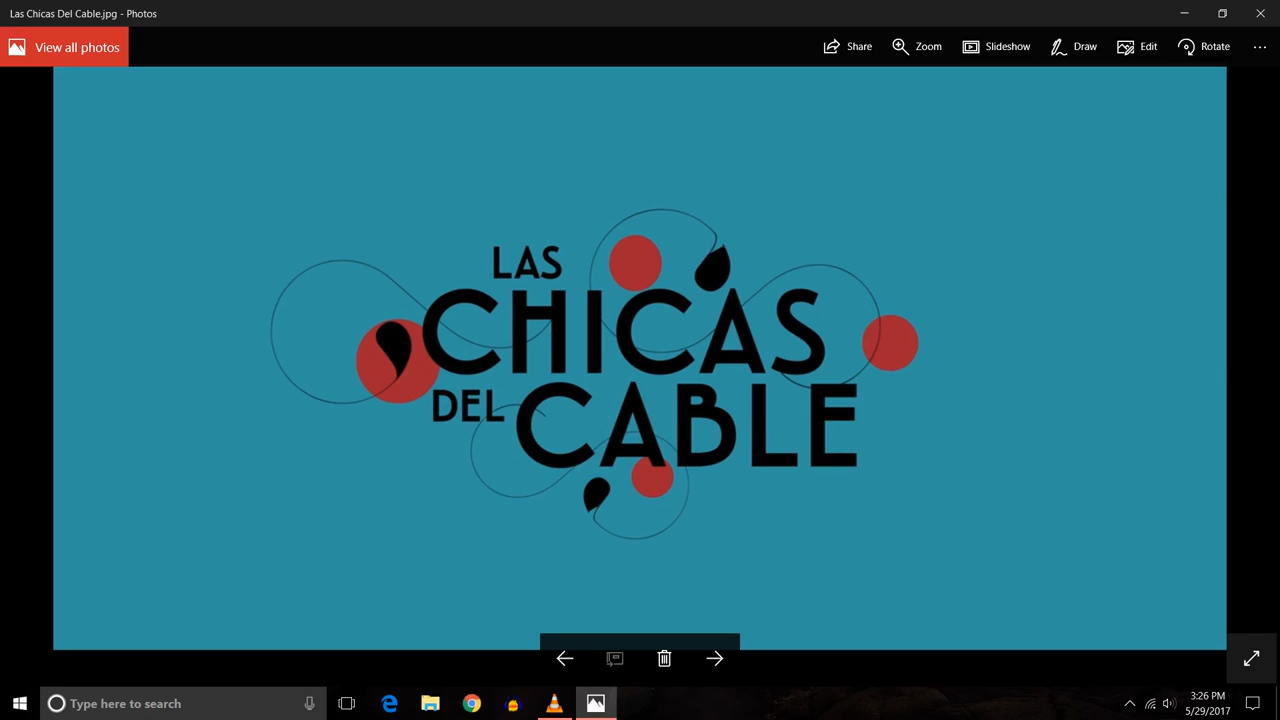 Las Chicas Del Cable.jpg - Photos
View all photos
Share
Zoom
Slideshow
Draw
Edit
Rotate
LAS
CHICAS
DEL CABLE
Type here to search
3:26 PM
5/29/2017